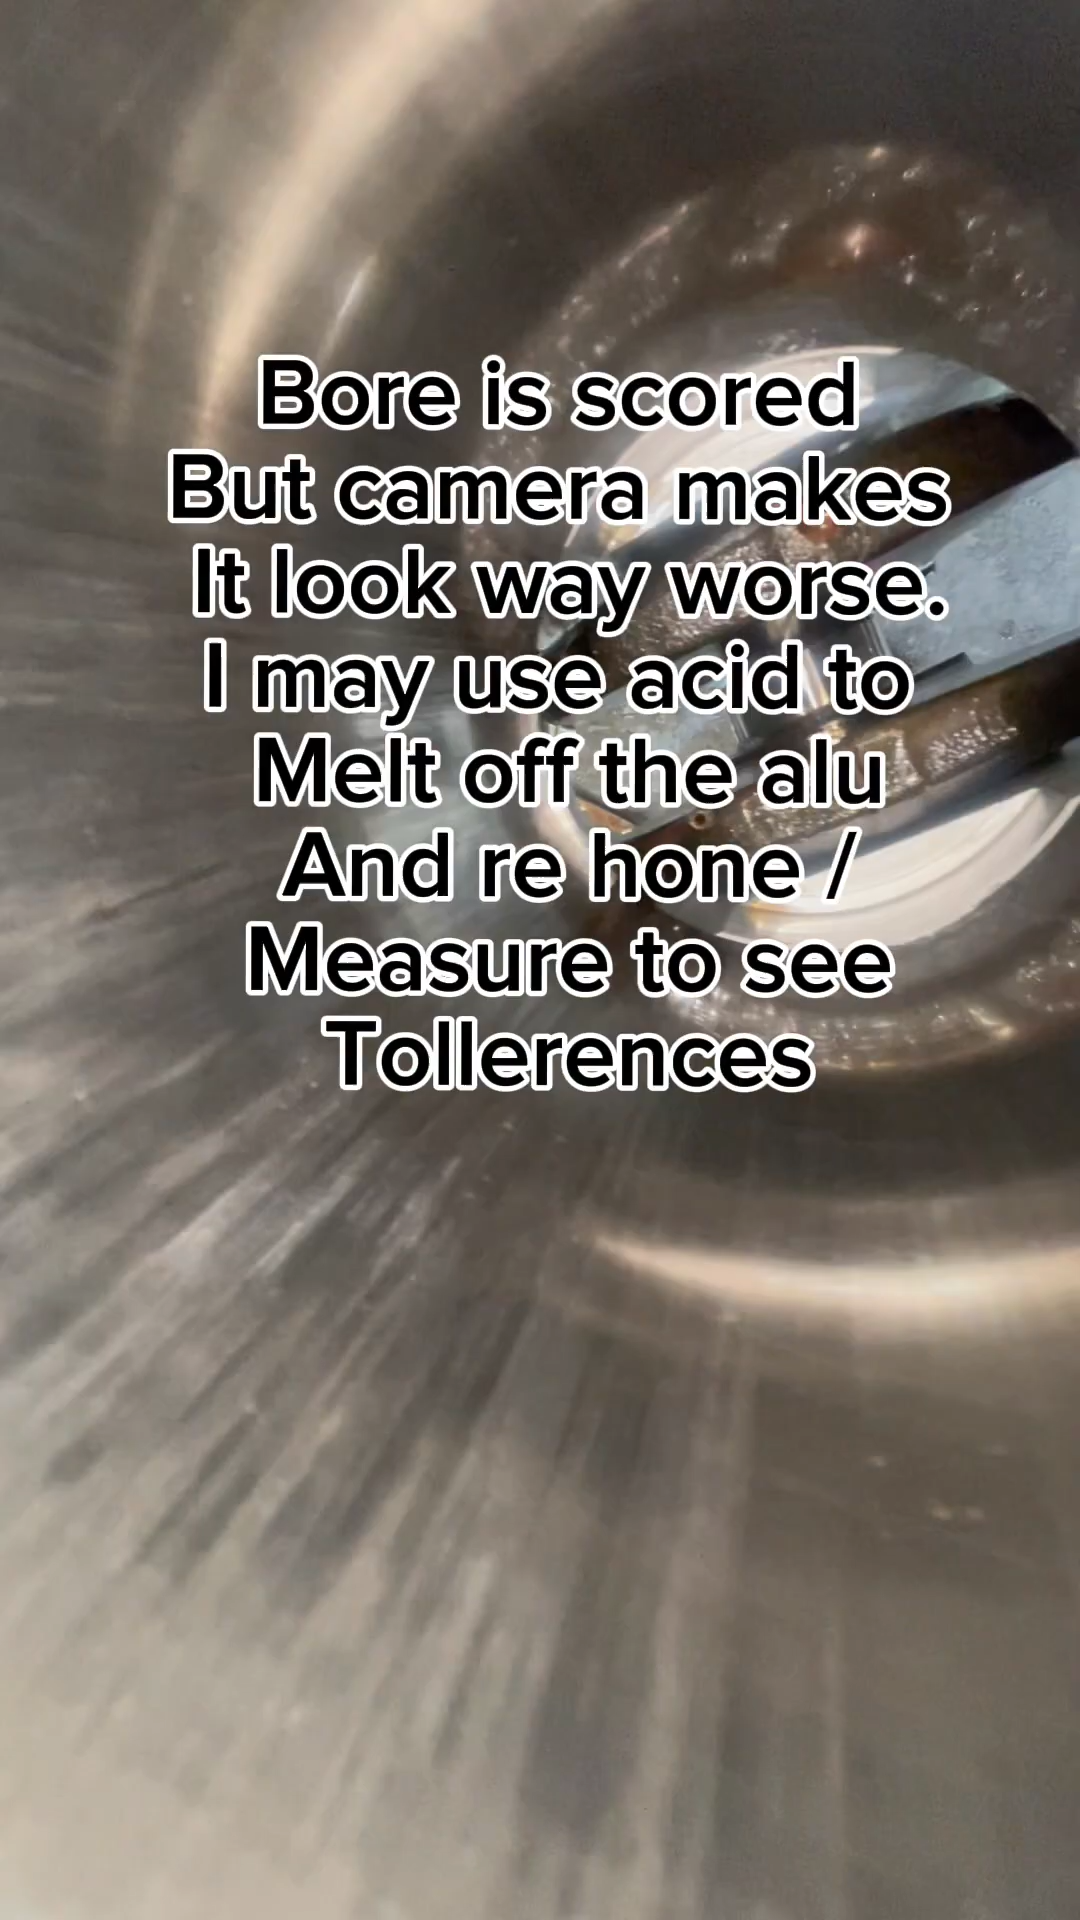 Bore is scored
But camera makes
It look way worse.
I may use acid to
Melt off the alu
And re hone /
Measure to see
Tollerences